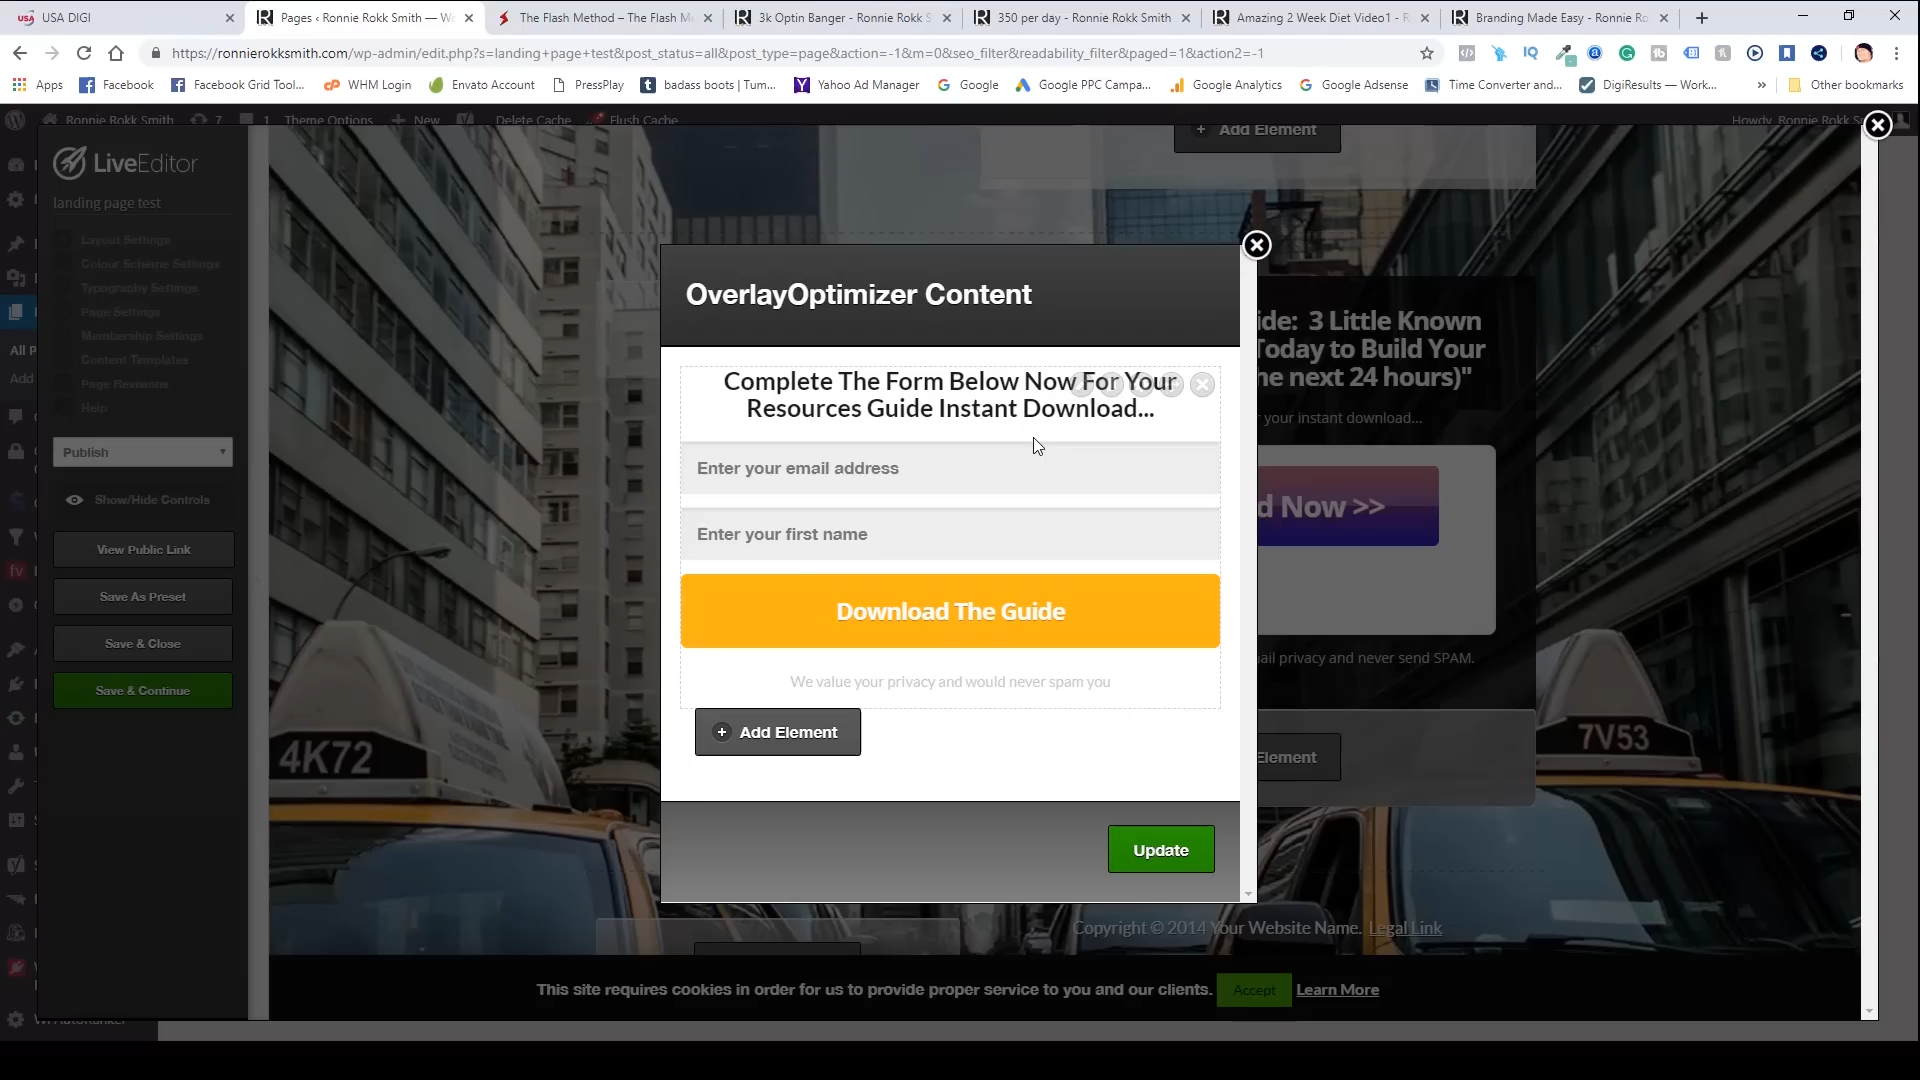 USA DIGI
Pages ‹ Ronnie Rokk Smith — Wo
The Flash Method – The Flash M
3k Optin Banger - Ronnie Rokk S
350 per day - Ronnie Rokk Smith
Amazing 2 Week Diet Video1 - R
Branding Made Easy - Ronnie Ro
https://ronnierokksmith.com/wp-admin/edit.php?s=landing+page+test&post_status=all&post_type=page&action=-1&m=0&seo_filter&readability_filter&paged=1&action2=-1
Apps
Facebook
Facebook Grid Tool...
WHM Login
Envato Account
PressPlay
badass boots | Tum...
Yahoo Ad Manager
Google
Google PPC Campa...
Google Analytics
Google Adsense
Time Converter and...
DigiResults — Work...
»
Other bookmarks
Ronnie Rokk Smith
7
1
Theme Options
New
Delete Cache
Flush Cache
Howdy, Ronnie Rokk S
LiveEditor
landing page test
Layout Settings
Colour Scheme Settings
Typography Settings
Page Settings
Membership Settings
Content Templates
Page Revisions
Help
All P
Add
Publish
Show/Hide Controls
View Public Link
Save As Preset
Save & Close
Save & Continue
+ Add Element
OverlayOptimizer Content
Complete The Form Below Now For Your
Resources Guide Instant Download...
Enter your email address
Enter your first name
Download The Guide
We value your privacy and would never spam you
+ Add Element
Update
ide: 3 Little Known
Today to Build Your
he next 24 hours)"
your instant download...
d Now >>
ail privacy and never send SPAM.
Element
4K72
7V53
Copyright © 2014 Your Website Name. Legal Link
This site requires cookies in order for us to provide proper service to you and our clients. Accept Learn More